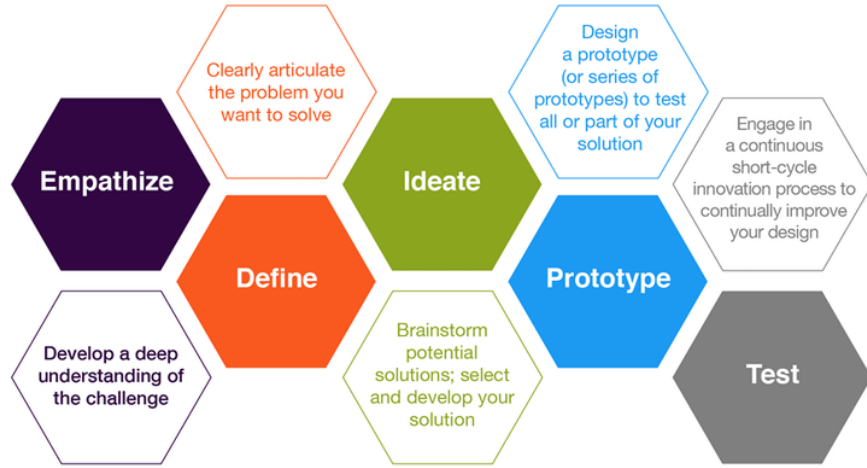 Empathize
Develop a deep
understanding of
the challenge
Clearly articulate
the problem you
want to solve
Define
Ideate
Brainstorm
potential
solutions; select
and develop your
solution
Design
a prototype
(or series of
prototypes) to test
all or part of your
solution
Prototype
Engage in
a continuous
short-cycle
innovation process to
continually improve
your design
Test